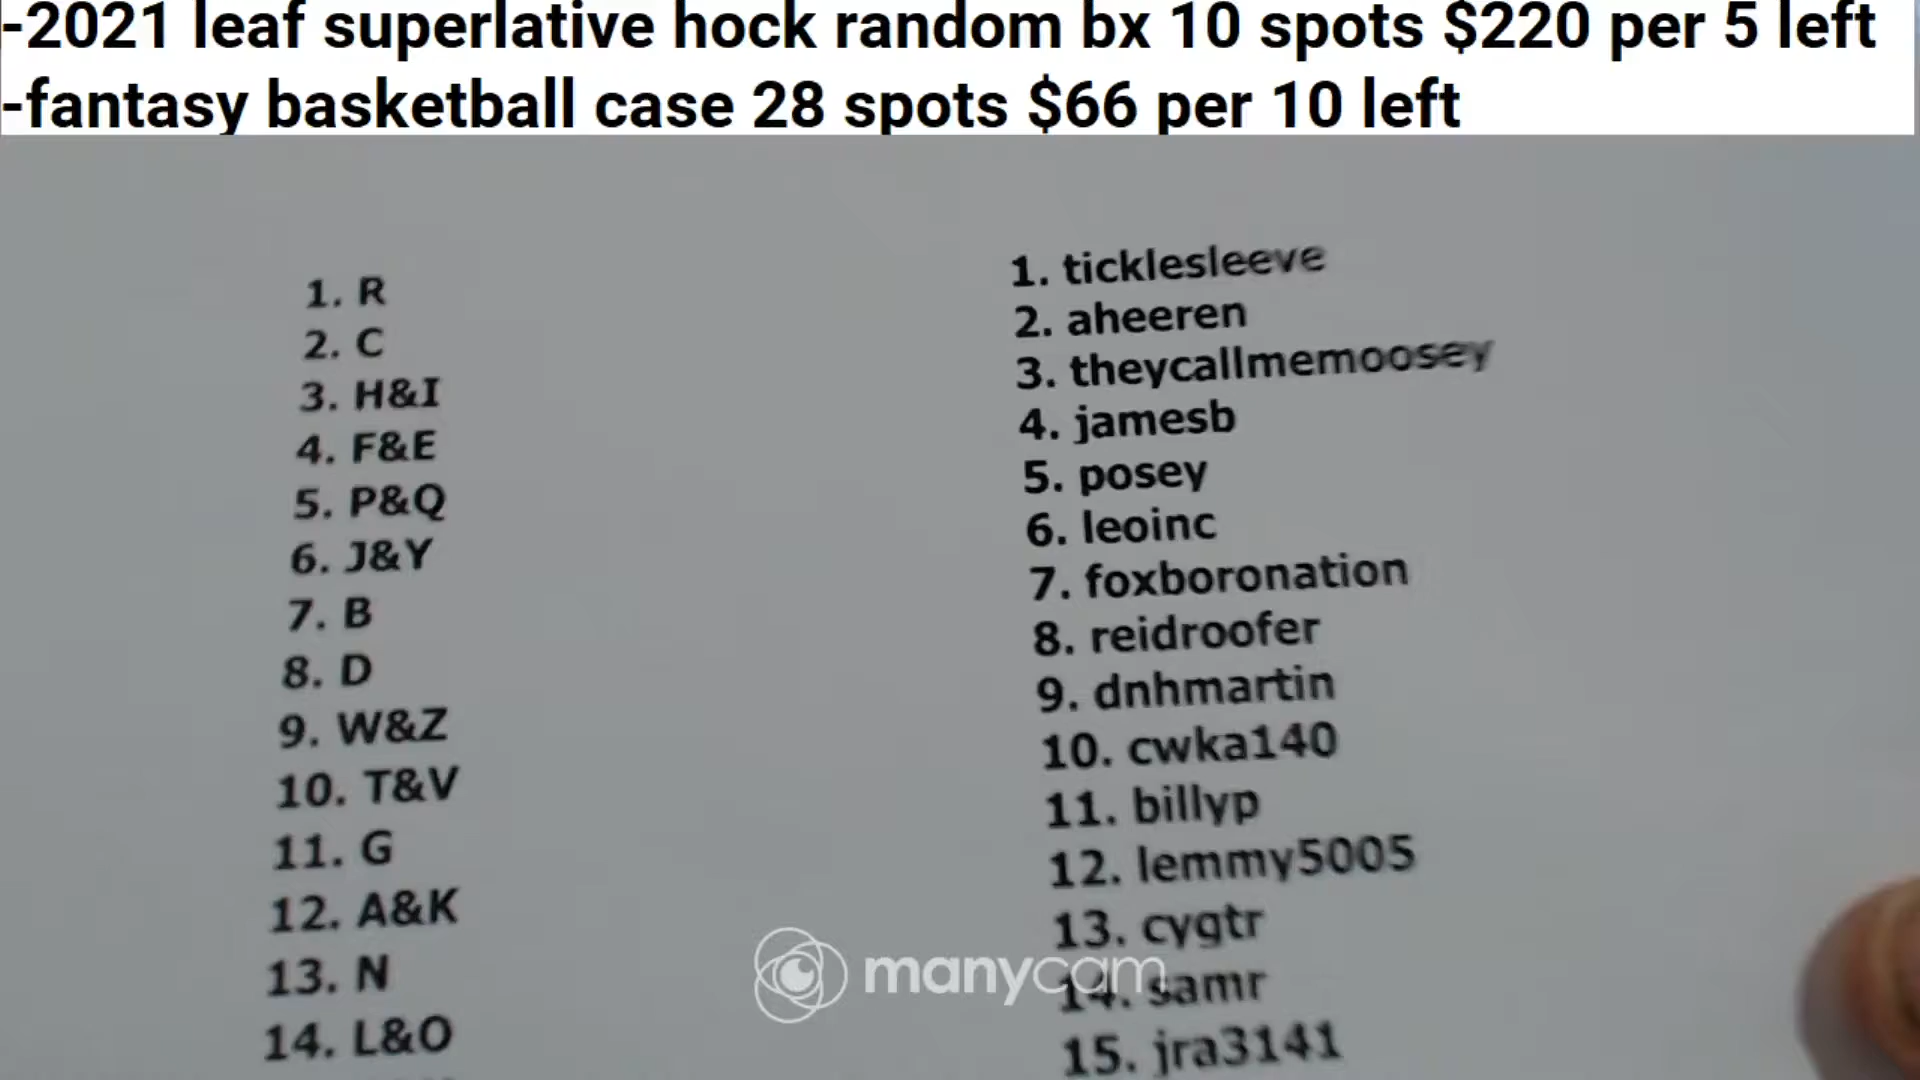 -2021 leaf superlative hock random bx 10 spots $220 per 5 left
-fantasy basketball case 28 spots $66 per 10 left
1. R
2. C
3. H&I
4. F&E
5. P&Q
6. J&Y
7. B
8. D
9. W&Z
10. T&V
11. G
12. A&K
13. N
14. L&O
1. ticklesleeve
2. aheeren
3. theycallmemoosey
4. jamesb
5. posey
6. leoinc
7. foxboronation
8. reidroofer
9. dnhmartin
10. cwka140
11. billyp
12. lemmy5005
13. cygtr
14. samr
15. jra3141
manycam